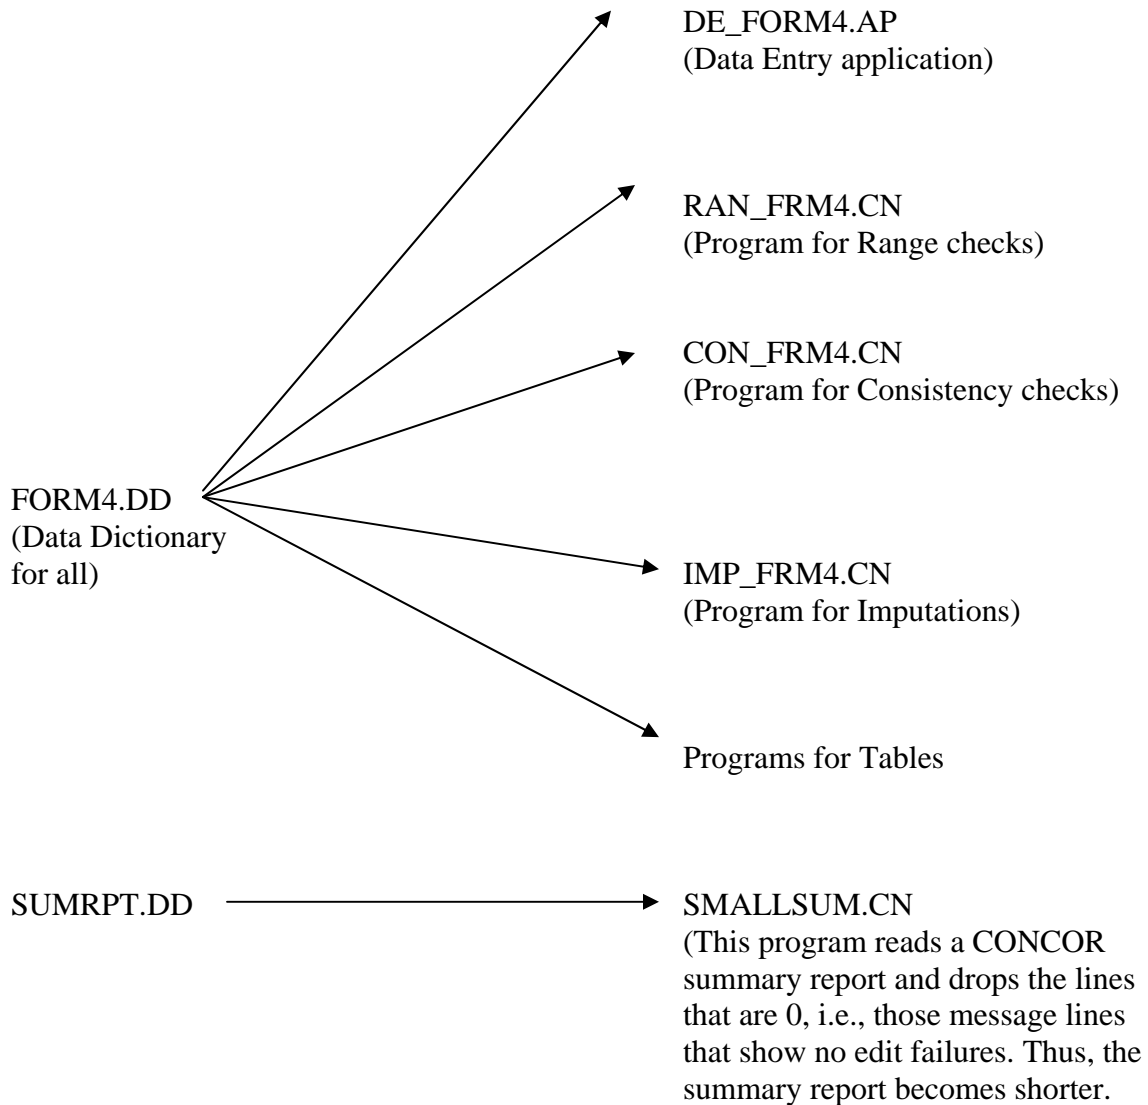 DE_FORM4.AP
(Data Entry application)
RAN_FRM4.CN
(Program for Range checks)
CON_FRM4.CN
(Program for Consistency checks)
FORM4.DD
(Data Dictionary
for all)
IMP_FRM4.CN
(Program for Imputations)
Programs for Tables
SUMRPT.DD
SMALLSUM.CN
(This program reads a CONCOR
summary report and drops the lines
that are 0, i.e., those message lines
that show no edit failures. Thus, the
summary report becomes shorter.